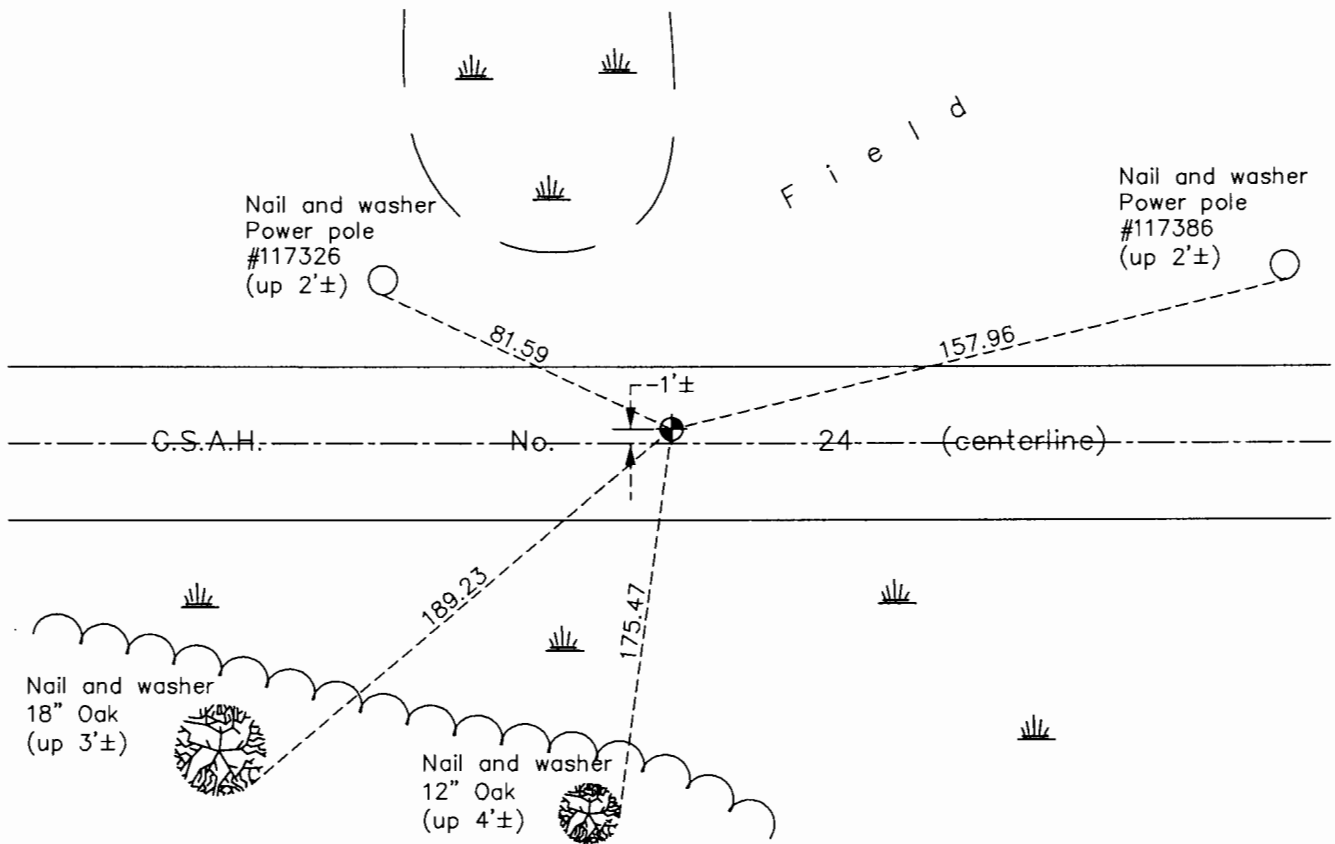 Field
Nail and washer
Power pole
#117326
(up 2'±)
Nail and washer
Power pole
#117386
(up 2'±)
81.59
157.96
1'±
C.S.A.H. No. 24 (centerline)
189.23
175.47
Nail and washer
18" Oak
(up 3'±)
Nail and washer
12" Oak
(up 4'±)